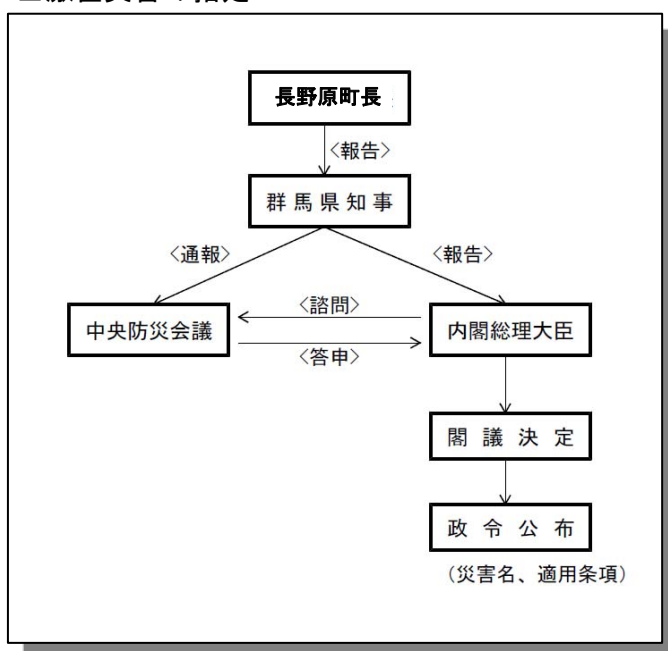 長野原町長
〈報告〉
群馬県知事
〈通報〉
〈報告〉
中央防災会議
〈諮問〉
〈答申〉
内閣総理大臣
閣議決定
政令公布
(災害名、適用条項)